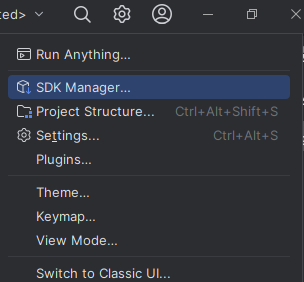 ted>
Run Anything...
SDK Manager...
Project Structure... Ctrl+Alt+Shift+S
Settings... Ctrl+Alt+S
Plugins...
Theme...
Keymap...
View Mode...
Switch to Classic UI...